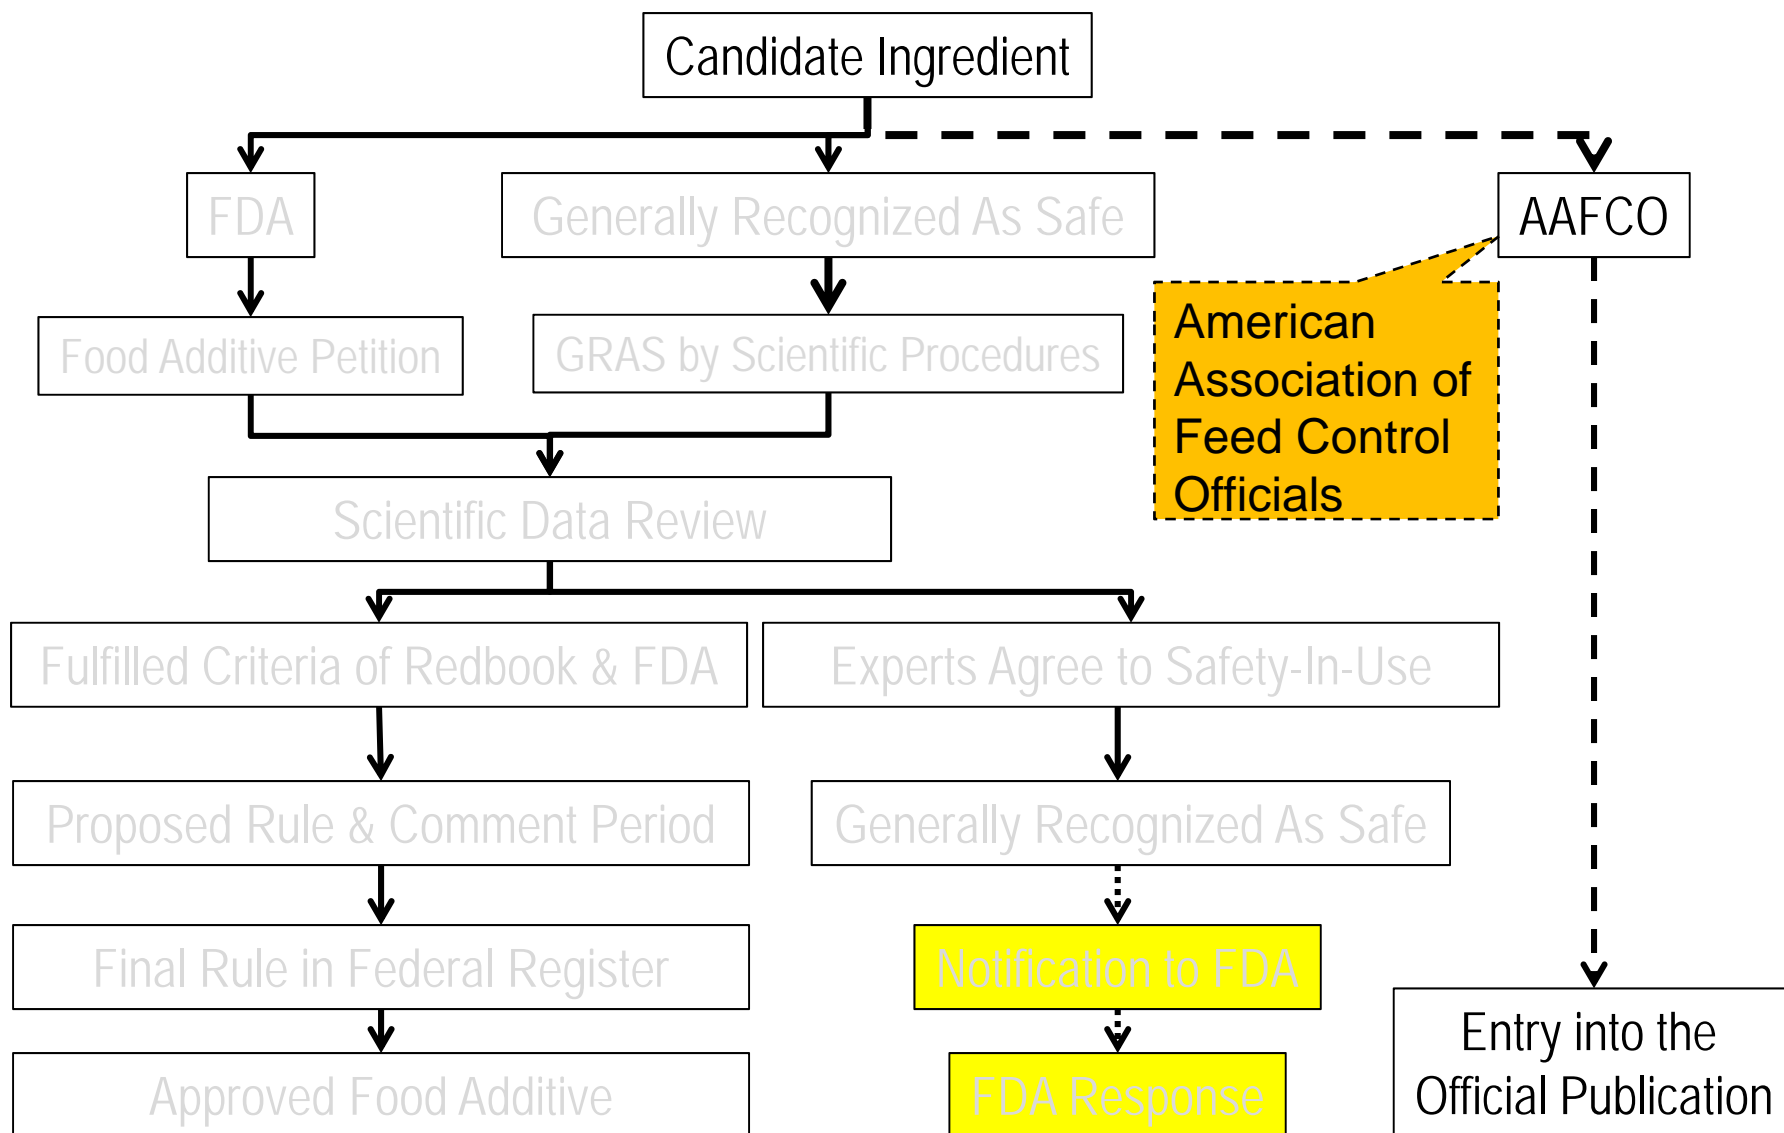 Candidate Ingredient
FDA
Generally Recognized As Safe
AAFCO
Food Additive Petition
GRAS by Scientific Procedures
American
Association of
Feed Control
Officials
Scientific Data Review
Fulfilled Criteria of Redbook & FDA
Experts Agree to Safety-In-Use
Proposed Rule & Comment Period
Generally Recognized As Safe
Final Rule in Federal Register
Notification to FDA
Approved Food Additive
FDA Response
Entry into the
Official Publication